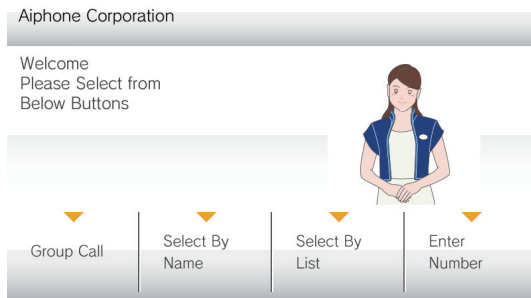 Aiphone Corporation
Welcome
Please Select from
Below Buttons
Group Call
Select By
Name
Select By
List
Enter
Number